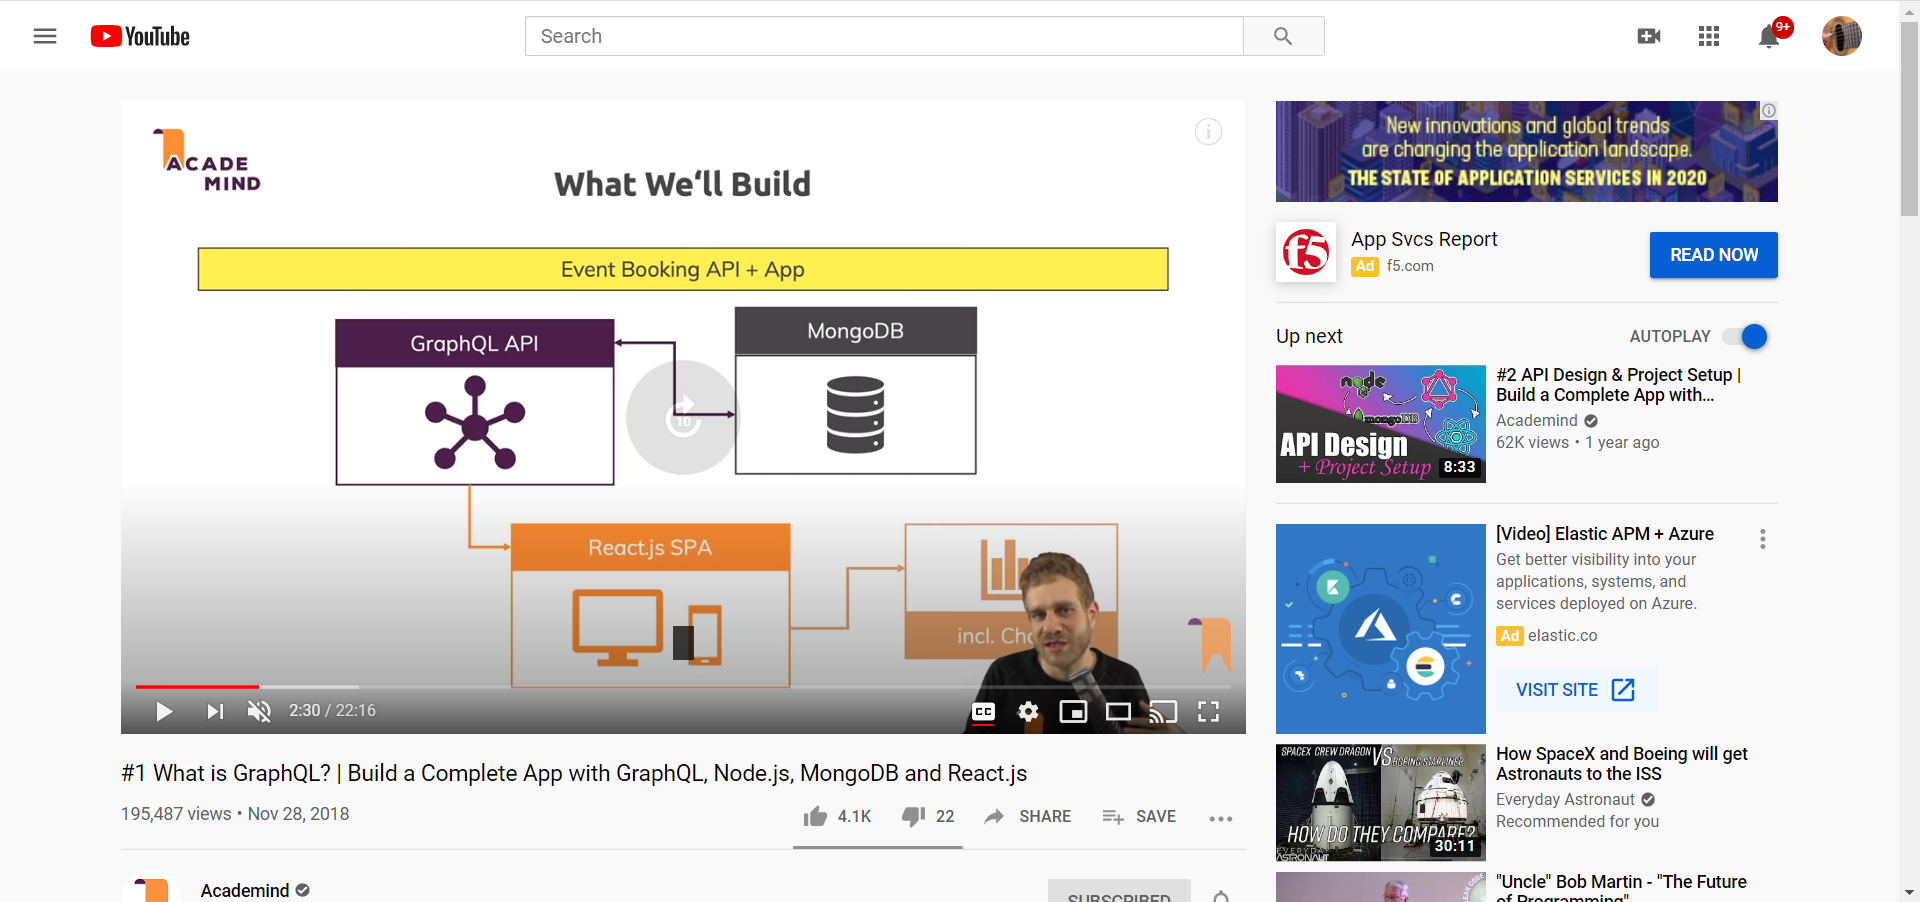 YouTube
Search
9+
ACADE
MIND
What We‘ll Build
Event Booking API + App
GraphQL API
MongoDB
10
React.js SPA
incl. Cha
2:30 / 22:16
CC
#1 What is GraphQL? | Build a Complete App with GraphQL, Node.js, MongoDB and React.js
195,487 views • Nov 28, 2018
4.1K
22
SHARE
SAVE
Academind
SUBSCRIBED
New innovations and global trends
are changing the application landscape.
THE STATE OF APPLICATION SERVICES IN 2020
f5
App Svcs Report
Ad f5.com
READ NOW
Up next
AUTOPLAY
node
mongoDB
API Design
+ Project Setup
8:33
#2 API Design & Project Setup |
Build a Complete App with...
Academind
62K views • 1 year ago
[Video] Elastic APM + Azure
Get better visibility into your
applications, systems, and
services deployed on Azure.
Ad elastic.co
VISIT SITE
SPACEX CREW DRAGON VS BOEING STARLINER
HOW DO THEY COMPARE?
EVERYDAY
ASTRONAUT
30:11
How SpaceX and Boeing will get
Astronauts to the ISS
Everyday Astronaut
Recommended for you
"Uncle" Bob Martin - "The Future
of Programming"